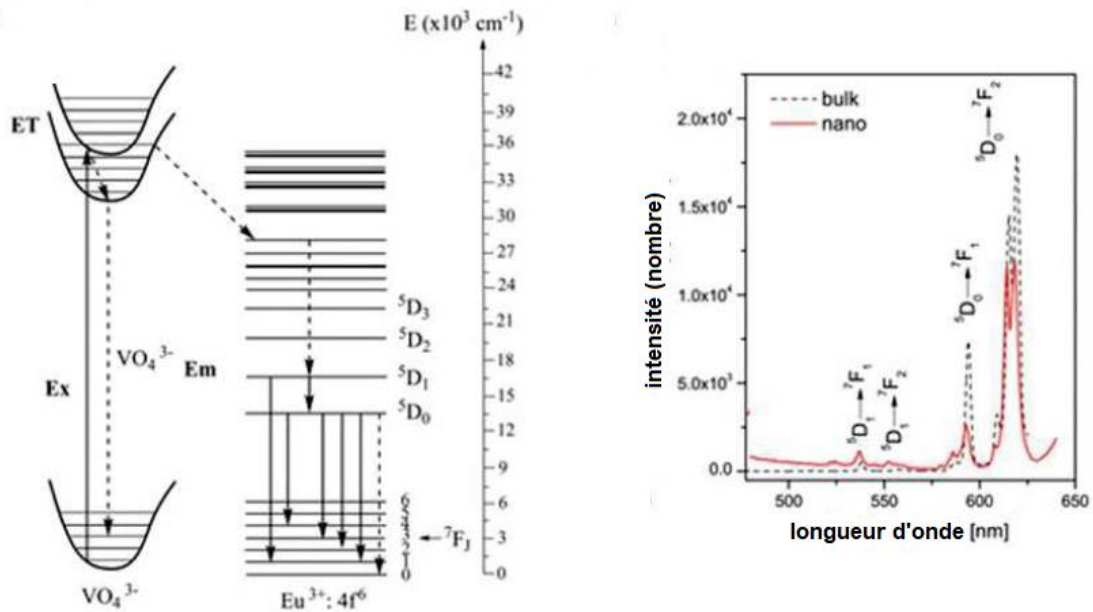 E (x10³ cm⁻¹)
42
39
36
33
30
27
24
21
18
15
12
9
6
3
0
ET
Ex
VO₄³⁻
Em
VO₄³⁻
⁵D₃
⁵D₂
⁵D₁
⁵D₀
6
⁷F_J
0
Eu³⁺: 4f⁶
bulk
nano
⁵D₀→⁷F₂
⁵D₀→⁷F₁
⁵D₁→⁷F₁
⁵D₁→⁷F₂
intensité (nombre)
2.0x10⁴
1.5x10⁴
1.0x10⁴
5.0x10³
0.0
500
550
600
650
longueur d'onde [nm]